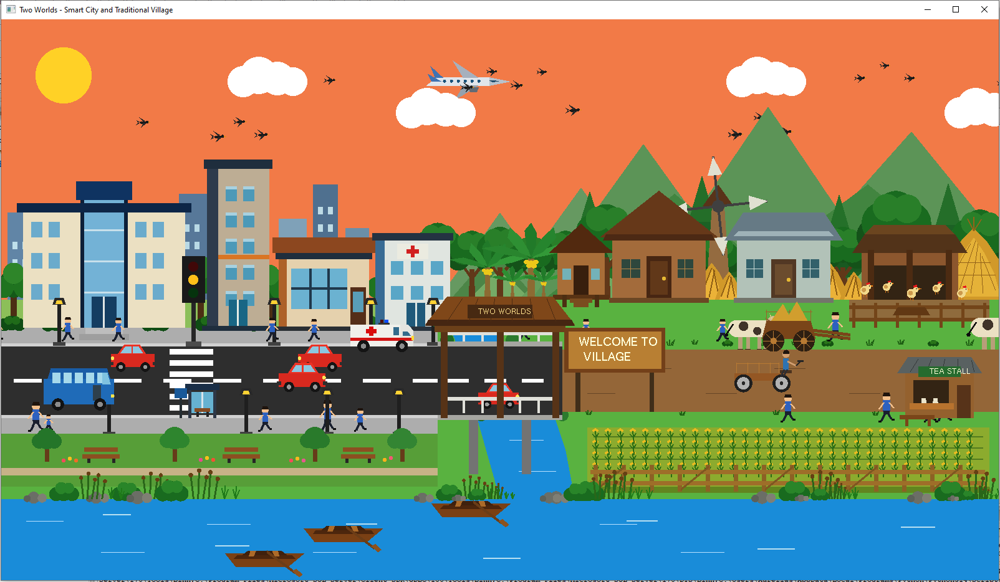 Two Worlds - Smart City and Traditional Village
TWO WORLDS
WELCOME TO
VILLAGE
TEA STALL